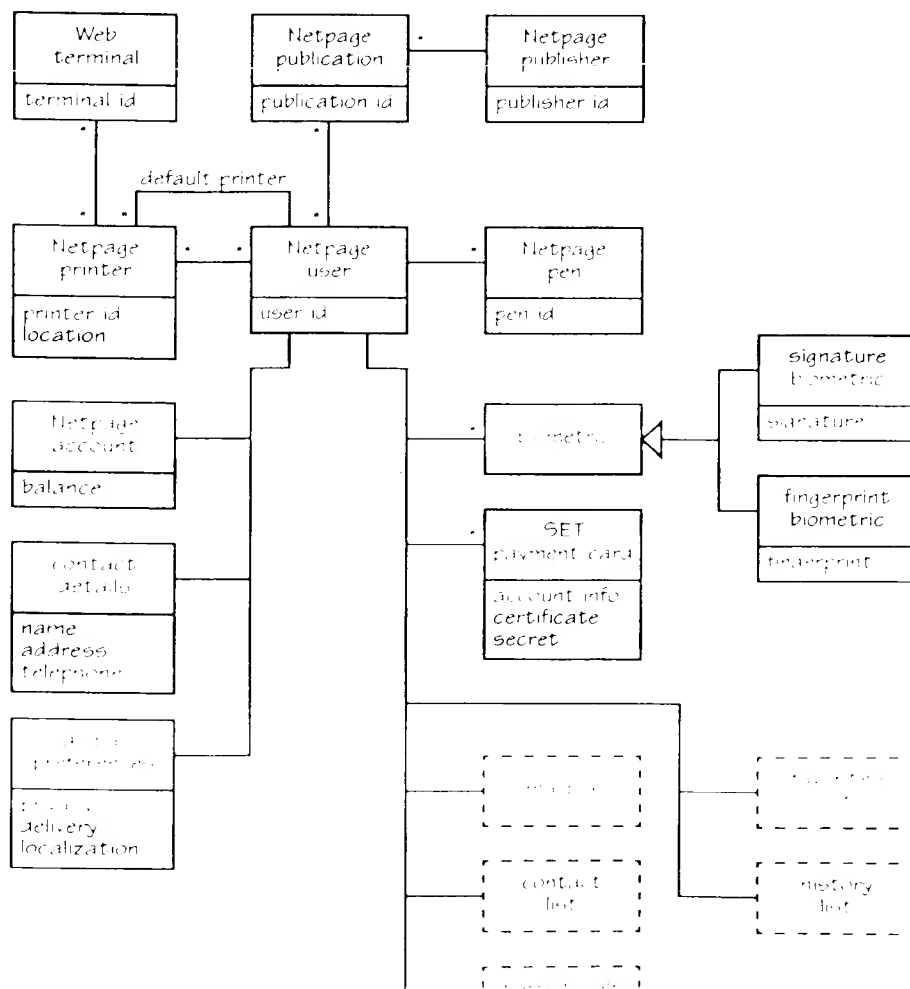 Web
terminal
terminal id
Netpage
publication
publication id
Netpage
publisher
publisher id
default printer
Netpage
printer
printer id
location
Netpage
user
user id
Netpage
pen
pen id
signature
biometric
signature
Netpage
account
balance
biometric
fingerprint
biometric
fingerprint
SET
payment card
account info
certificate
secret
contact
details
name
address
telephone
preferences
delivery
localization
contact
list
history
list